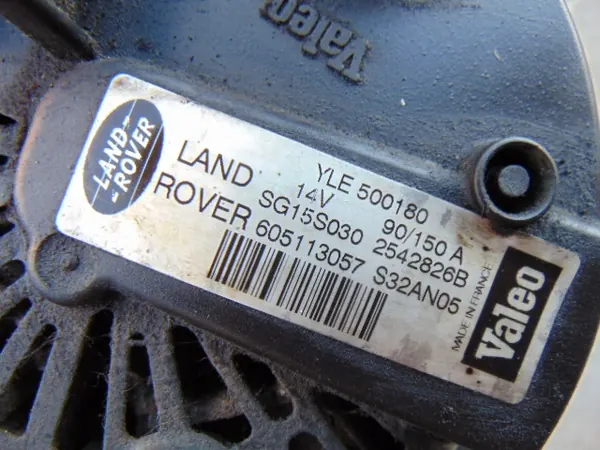 Valeo
LAND ROVER
LAND
ROVER
YLE 500180
14V 90/150 A
SG15S030 2542826B
605113057 S32AN05
MADE IN FRANCE
Valeo